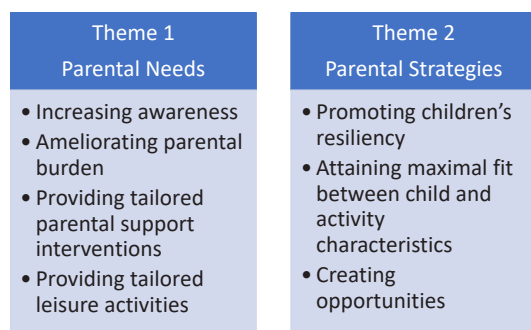 Theme 1
Parental Needs
• Increasing awareness
• Ameliorating parental
burden
• Providing tailored
parental support
interventions
• Providing tailored
leisure activities
Theme 2
Parental Strategies
• Promoting children’s
resiliency
• Attaining maximal fit
between child and
activity
characteristics
• Creating
opportunities